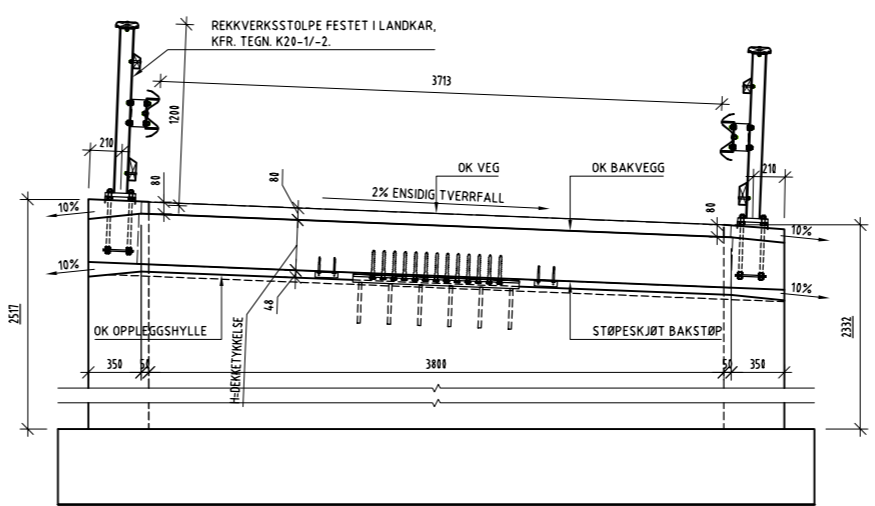 REKKVERKSSTOLPE FESTET I LANDKAR,
KFR. TEGN. K20-1/-2.
3713
1200
210
210
80
80
80
OK VEG
OK BAKVEGG
2% ENSIDIG TVERRFALL
10%
10%
10%
10%
2517
2332
48
OK OPPLEGGSHYLLE
H=DEKKETYKKELSE
STØPESKJØT BAKSTØP
350
50
3800
50
350